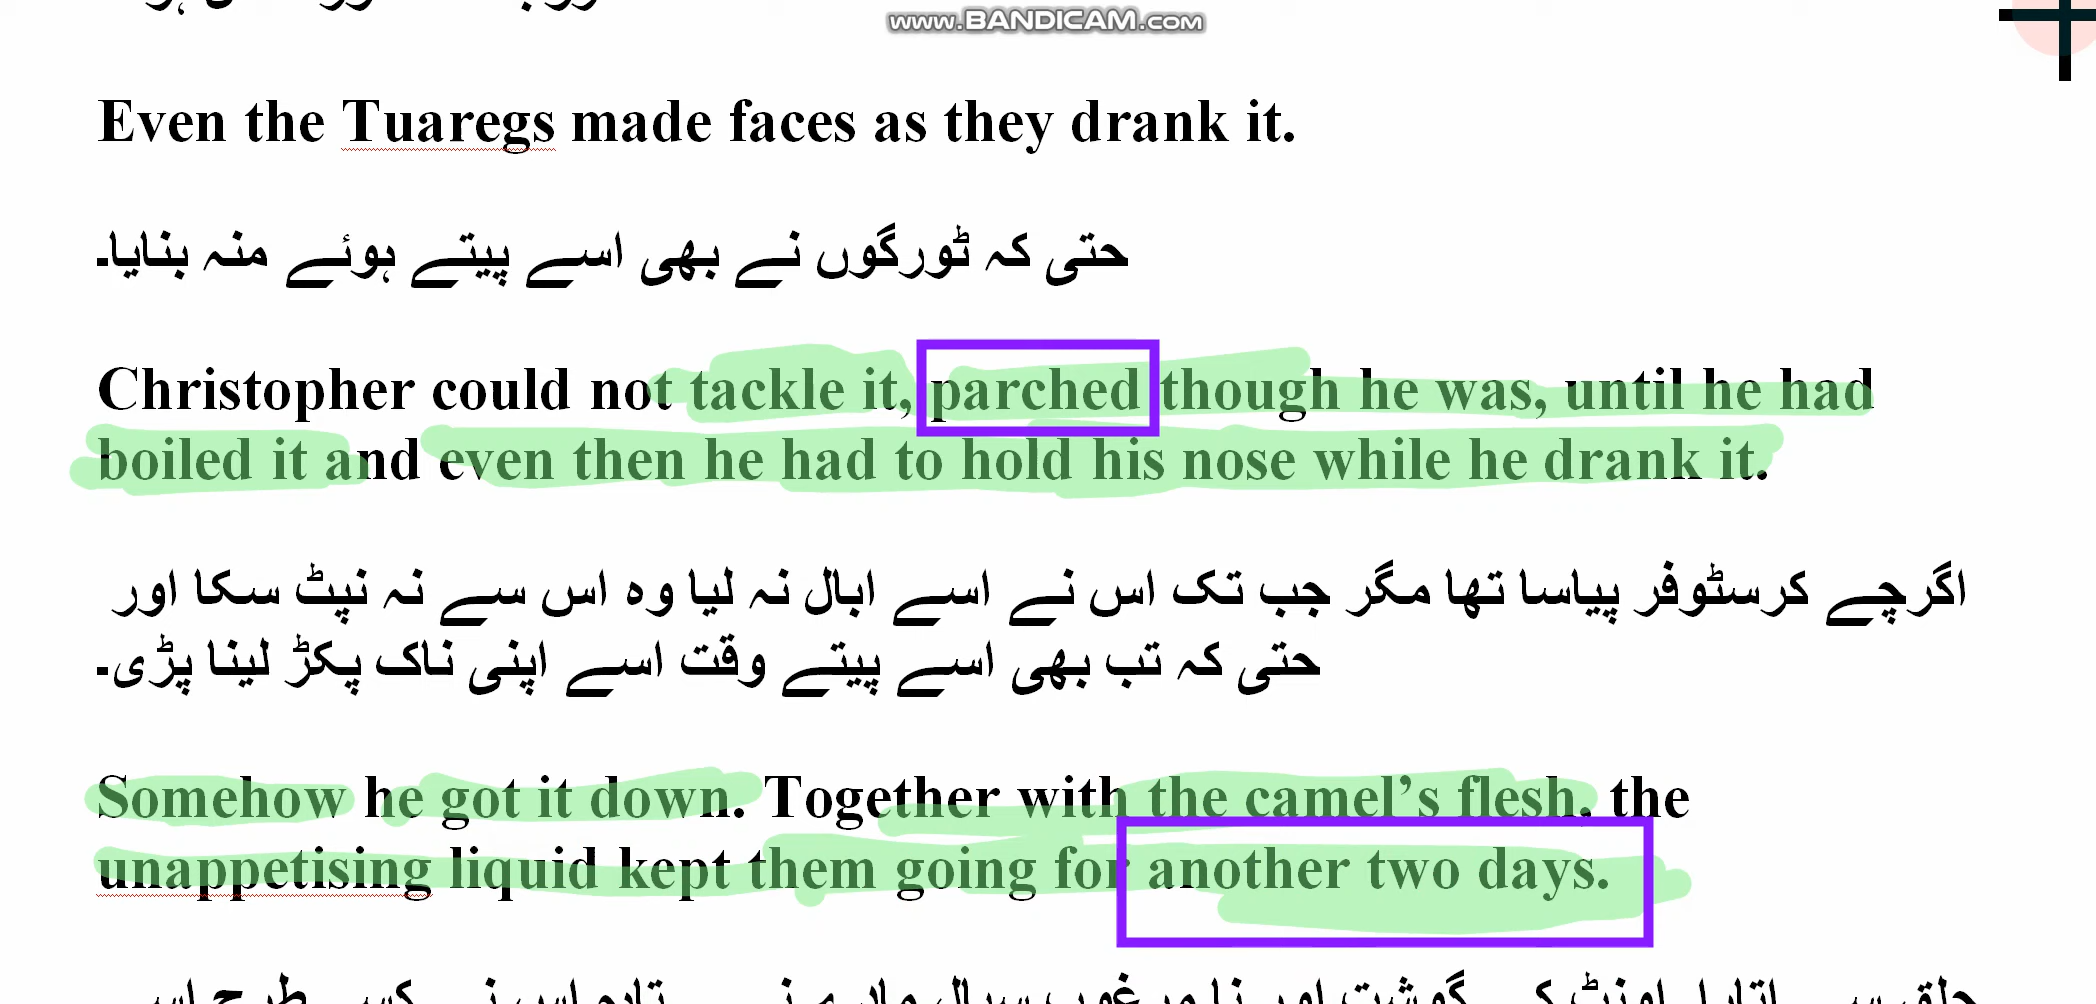 www.BANDICAM.com
Even the Tuaregs made faces as they drank it.
حتی کہ ٹورگوں نے بھی اسے پیتے ہوئے منہ بنایا۔
Christopher could not tackle it, parched though he was, until he had
boiled it and even then he had to hold his nose while he drank it.
اگرچے کرسٹوفر پیاسا تھا مگر جب تک اس نے اسے ابال نہ لیا وہ اس سے نہ نپٹ سکا اور
حتی کہ تب بھی اسے پیتے وقت اسے اپنی ناک پکڑ لینا پڑی۔
Somehow he got it down. Together with the camel’s flesh, the
unappetising liquid kept them going for another two days.